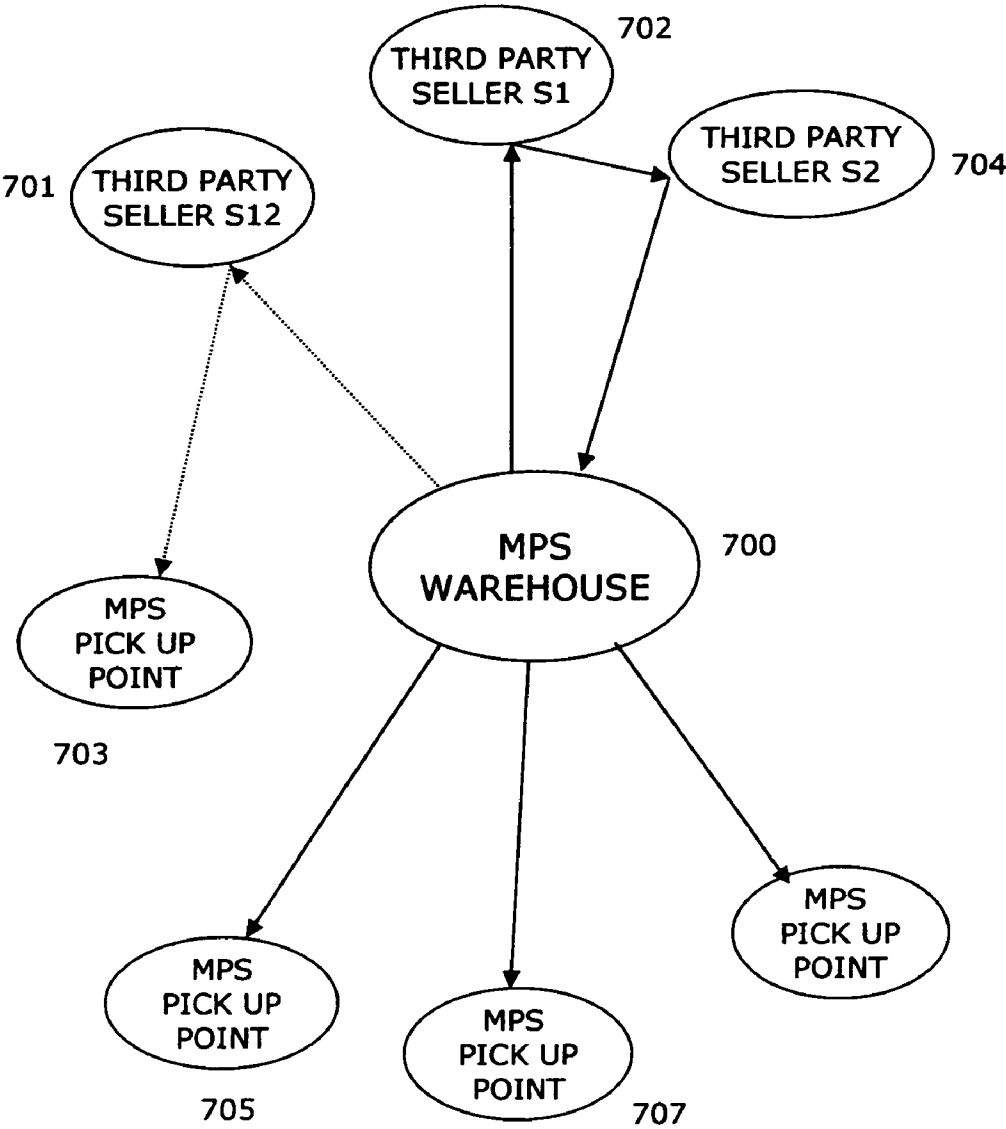 702
THIRD PARTY
SELLER S1
THIRD PARTY
SELLER S2
704
701
THIRD PARTY
SELLER S12
MPS
WAREHOUSE
700
MPS
PICK UP
POINT
703
MPS
PICK UP
POINT
MPS
PICK UP
POINT
705
MPS
PICK UP
POINT
707